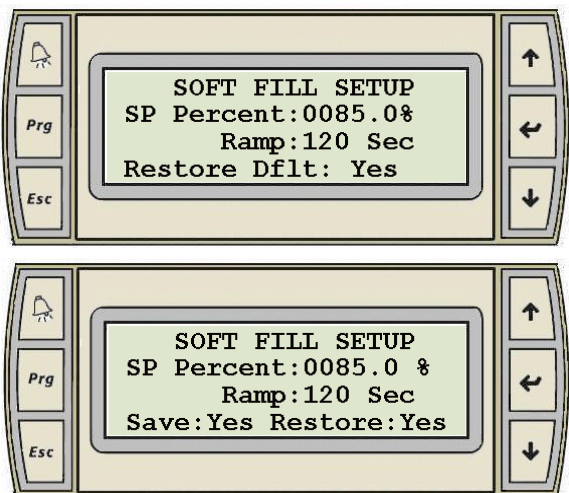 SOFT FILL SETUP
SP Percent:0085.0%
Ramp:120 Sec
Restore Dflt: Yes
Prg
Esc
SOFT FILL SETUP
SP Percent:0085.0 %
Ramp:120 Sec
Save:Yes Restore:Yes
Prg
Esc